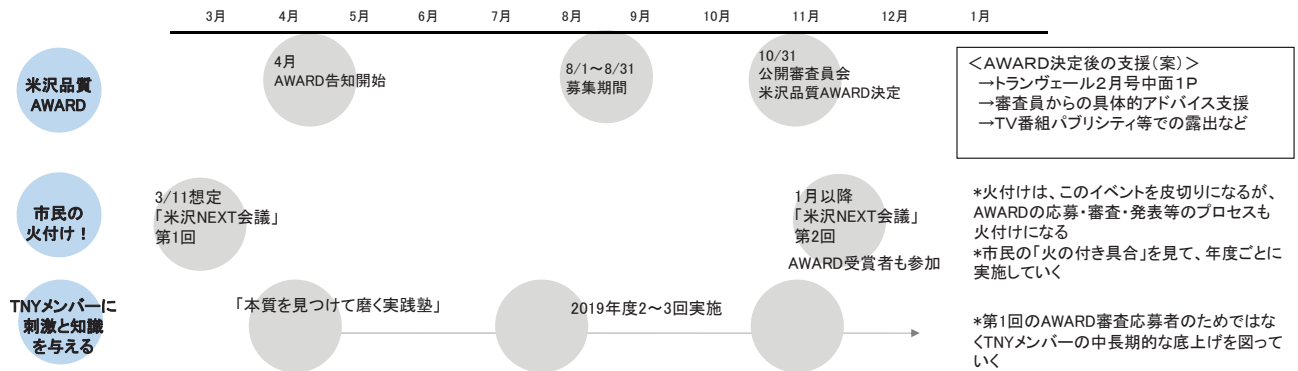 3月 4月 5月 6月 7月 8月 9月 10月 11月 12月 1月
米沢品質
AWARD
4月
AWARD告知開始
8/1～8/31
募集期間
10/31
公開審査員会
米沢品質AWARD決定
＜AWARD決定後の支援(案)＞
→トランヴェール2月号中面1P
→審査員からの具体的アドバイス支援
→TV番組パブリシティ等での露出など
市民の
火付け！
3/11想定
「米沢NEXT会議」
第1回
1月以降
「米沢NEXT会議」
第2回
AWARD受賞者も参加
*火付けは、このイベントを皮切りになるが、
AWARDの応募・審査・発表等のプロセスも
火付けになる
*市民の「火の付き具合」を見て、年度ごとに
実施していく
TNYメンバーに
刺激と知識
を与える
「本質を見つけて磨く実践塾」
2019年度2～3回実施
*第1回のAWARD審査応募者のためではな
くTNYメンバーの中長期的な底上げを図って
いく